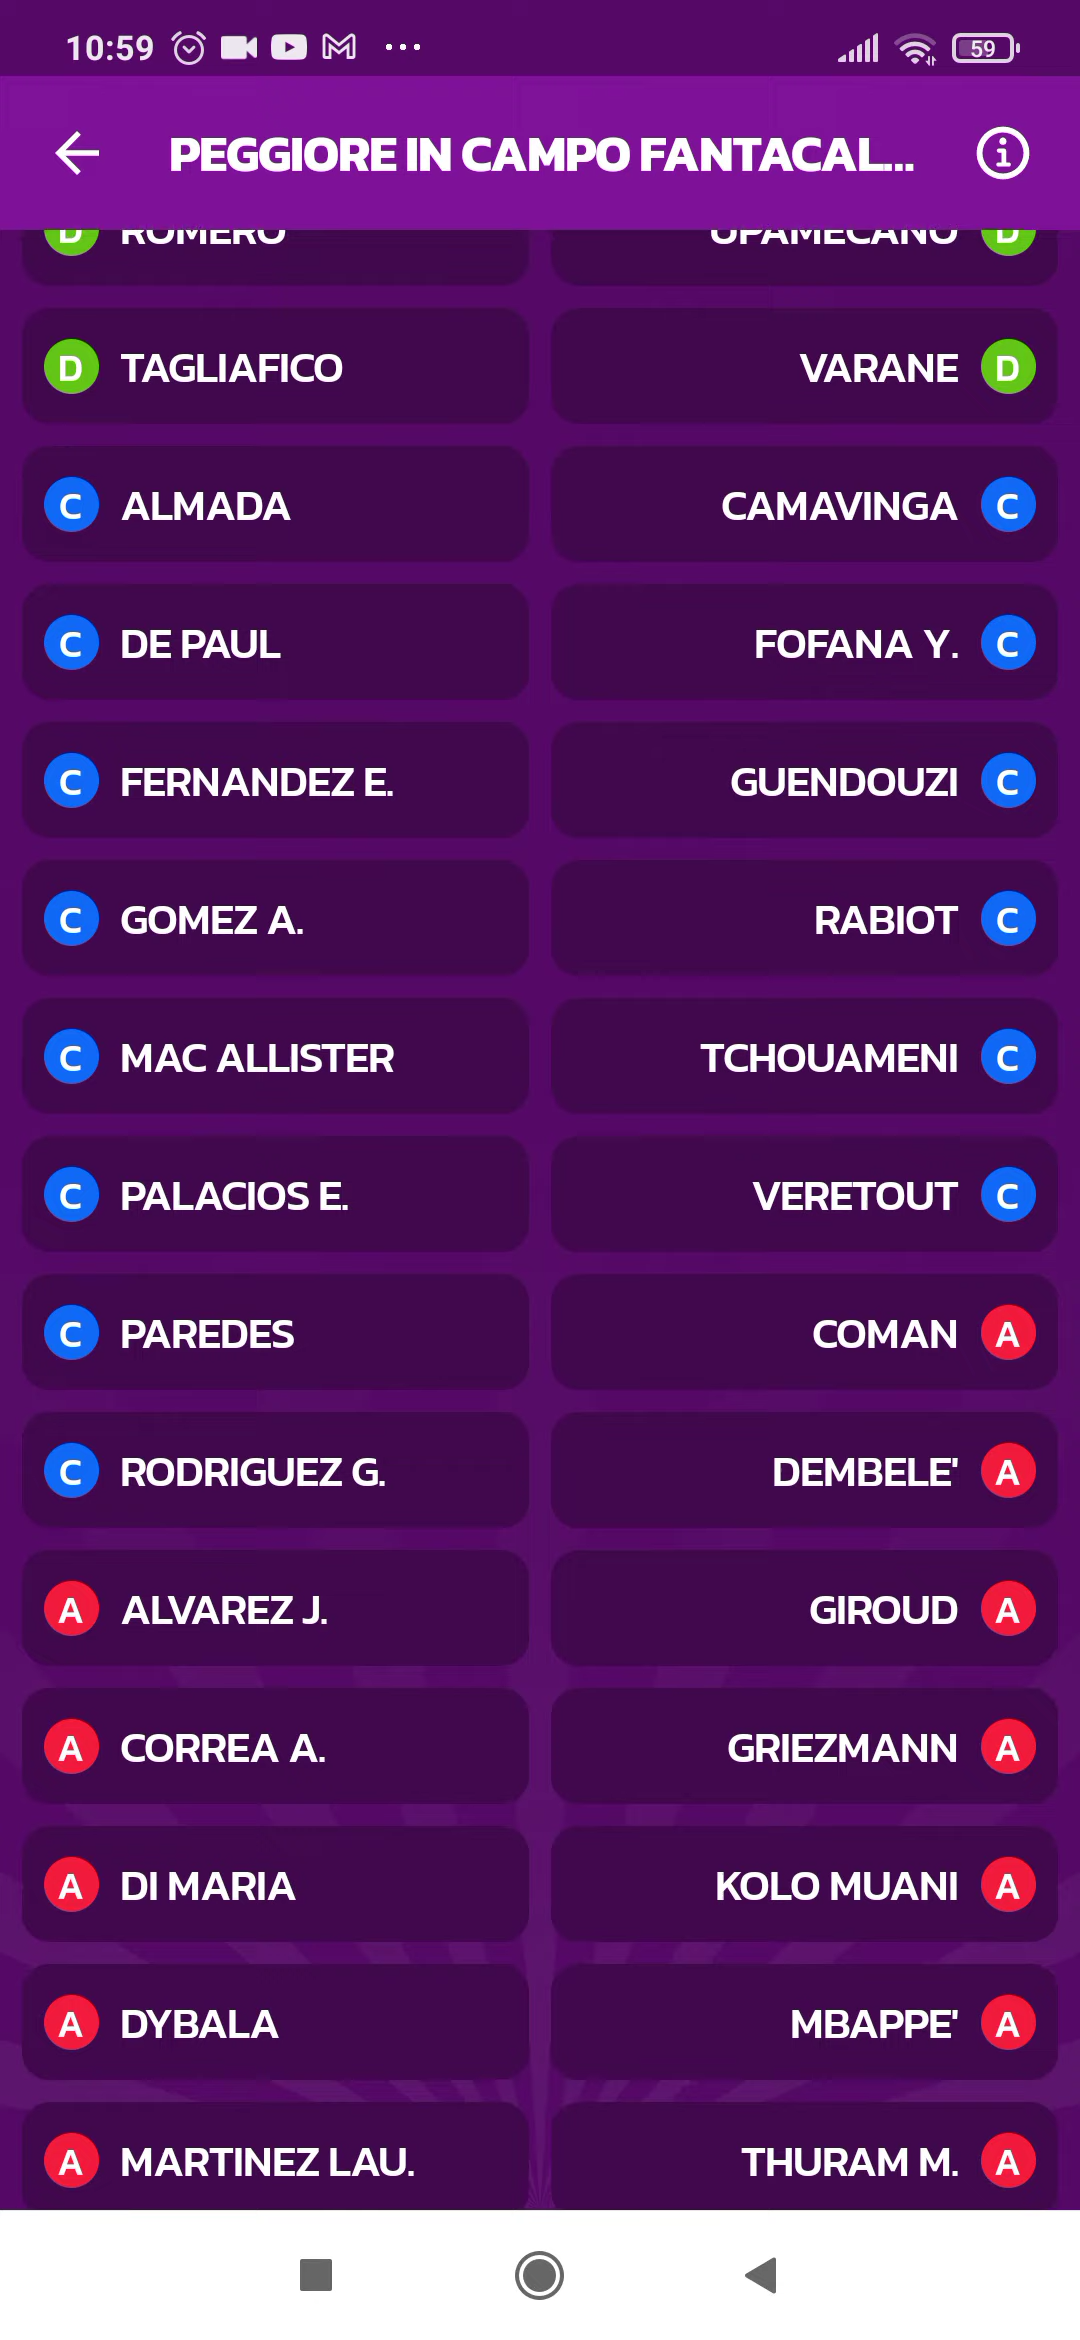 10:59
59
PEGGIORE IN CAMPO FANTACAL...
D ROMERO UPAMECANO D
D TAGLIAFICO VARANE D
C ALMADA CAMAVINGA C
C DE PAUL FOFANA Y. C
C FERNANDEZ E. GUENDOUZI C
C GOMEZ A. RABIOT C
C MAC ALLISTER TCHOUAMENI C
C PALACIOS E. VERETOUT C
C PAREDES COMAN A
C RODRIGUEZ G. DEMBELE' A
A ALVAREZ J. GIROUD A
A CORREA A. GRIEZMANN A
A DI MARIA KOLO MUANI A
A DYBALA MBAPPE' A
A MARTINEZ LAU. THURAM M. A